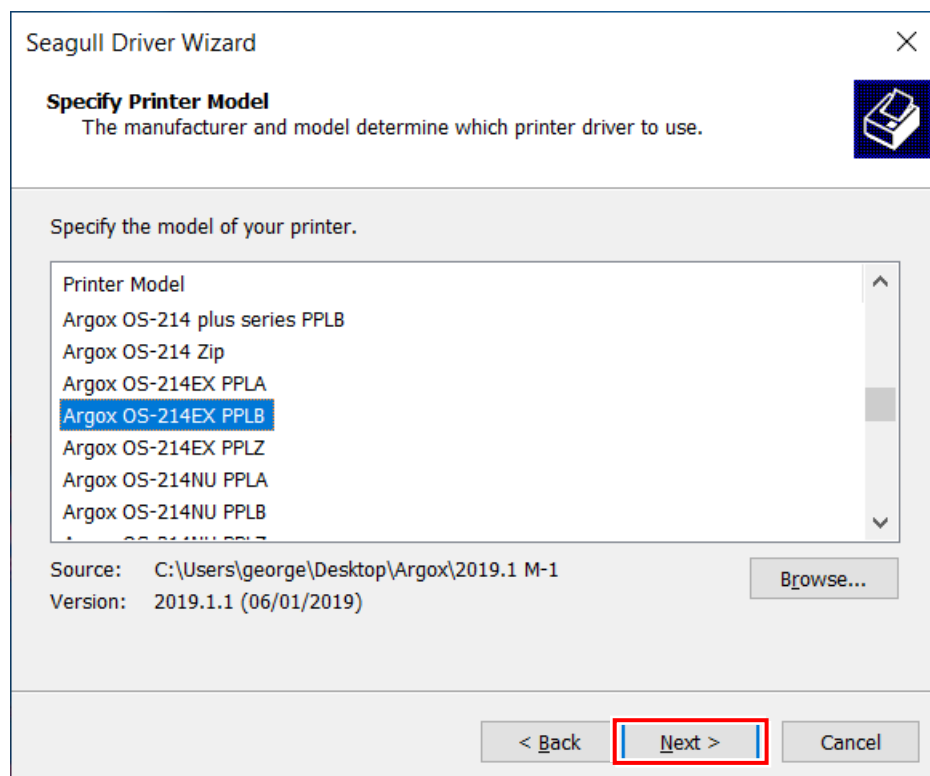 Seagull Driver Wizard
Specify Printer Model
The manufacturer and model determine which printer driver to use.
Specify the model of your printer.
Printer Model
Argox OS-214 plus series PPLB
Argox OS-214 Zip
Argox OS-214EX PPLA
Argox OS-214EX PPLB
Argox OS-214EX PPLZ
Argox OS-214NU PPLA
Argox OS-214NU PPLB
Source: C:\Users\george\Desktop\Argox\2019.1 M-1
Browse...
Version: 2019.1.1 (06/01/2019)
< Back Next > Cancel